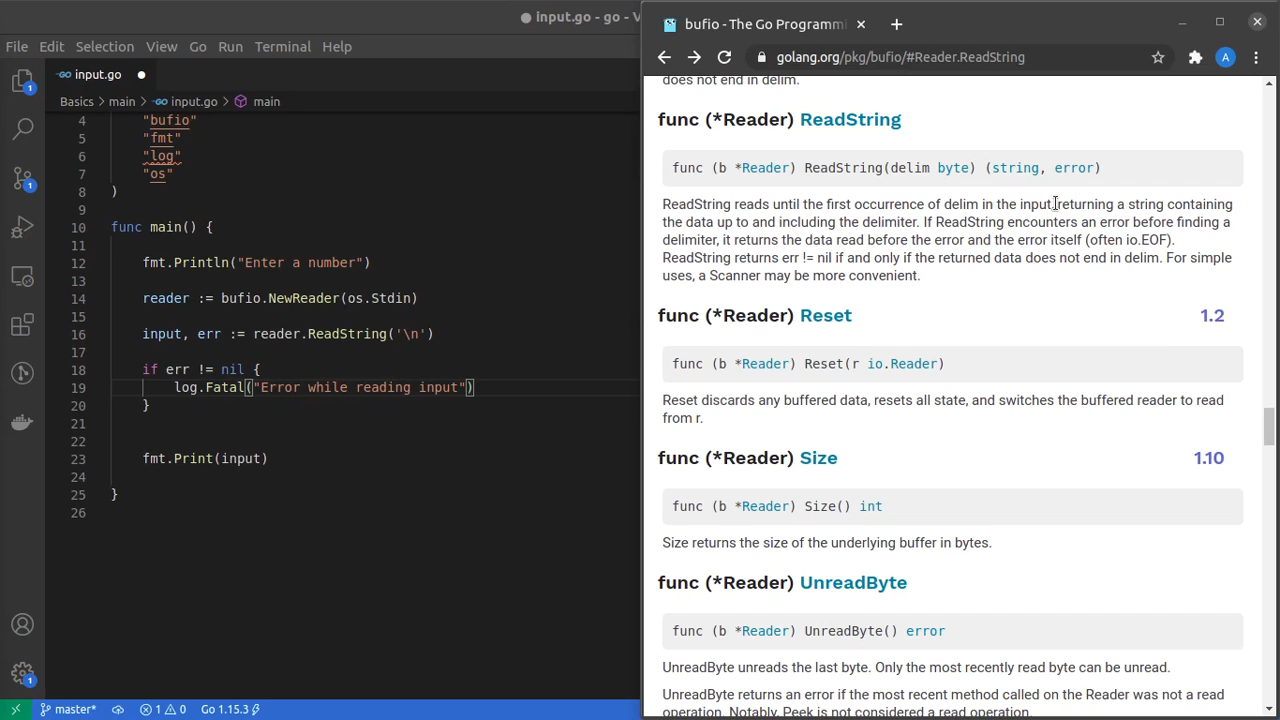 input.go - go - V
File Edit Selection View Go Run Terminal Help
input.go
Basics > main > input.go > main
4 "bufio"
5 "fmt"
6 "log"
7 "os"
8 )
9
10 func main() {
11
12 fmt.Println("Enter a number")
13
14 reader := bufio.NewReader(os.Stdin)
15
16 input, err := reader.ReadString('\n')
17
18 if err != nil {
19 log.Fatal("Error while reading input")
20 }
21
22
23 fmt.Print(input)
24
25 }
26
1
1
1
master* 1 0 Go 1.15.3
bufio - The Go Programmi
golang.org/pkg/bufio/#Reader.ReadString
A
does not end in delim.
func (*Reader) ReadString
func (b *Reader) ReadString(delim byte) (string, error)
ReadString reads until the first occurrence of delim in the input, returning a string containing
the data up to and including the delimiter. If ReadString encounters an error before finding a
delimiter, it returns the data read before the error and the error itself (often io.EOF).
ReadString returns err != nil if and only if the returned data does not end in delim. For simple
uses, a Scanner may be more convenient.
func (*Reader) Reset 1.2
func (b *Reader) Reset(r io.Reader)
Reset discards any buffered data, resets all state, and switches the buffered reader to read
from r.
func (*Reader) Size 1.10
func (b *Reader) Size() int
Size returns the size of the underlying buffer in bytes.
func (*Reader) UnreadByte
func (b *Reader) UnreadByte() error
UnreadByte unreads the last byte. Only the most recently read byte can be unread.
UnreadByte returns an error if the most recent method called on the Reader was not a read
operation. Notably, Peek is not considered a read operation.